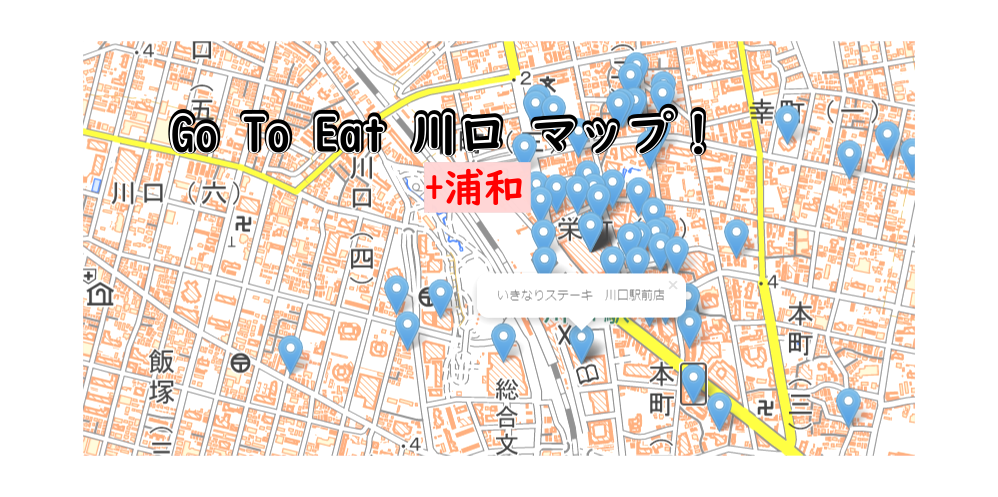 Go To Eat 川口 マップ！
+浦和
川口（六）
川口（四）
幸町（二）
栄町
いきなりステーキ　川口駅前店
×
飯塚
総合文
本町
本町（三）
.4
.2
.4
.4